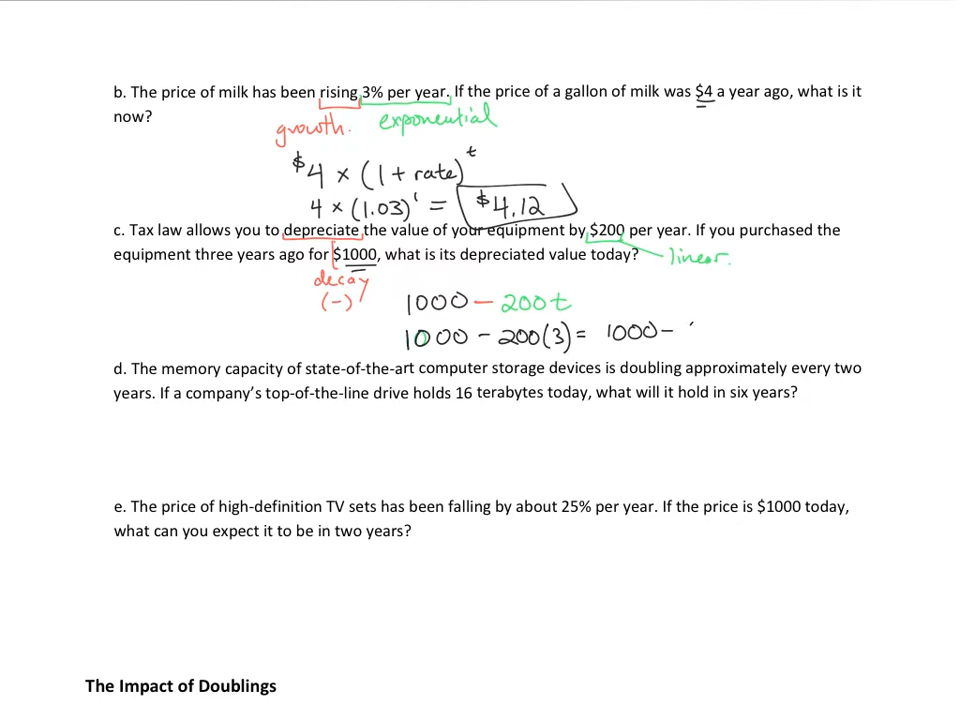 b. The price of milk has been rising 3% per year. If the price of a gallon of milk was $4 a year ago, what is it
now?
growth. exponential
$4 × (1 + rate)^t
4 × (1.03)^1 = $4.12
c. Tax law allows you to depreciate the value of your equipment by $200 per year. If you purchased the
equipment three years ago for $1000, what is its depreciated value today? linear.
decay
(-) 1000 - 200t
1000 - 200(3) = 1000 -
d. The memory capacity of state-of-the-art computer storage devices is doubling approximately every two
years. If a company's top-of-the-line drive holds 16 terabytes today, what will it hold in six years?
e. The price of high-definition TV sets has been falling by about 25% per year. If the price is $1000 today,
what can you expect it to be in two years?
The Impact of Doublings